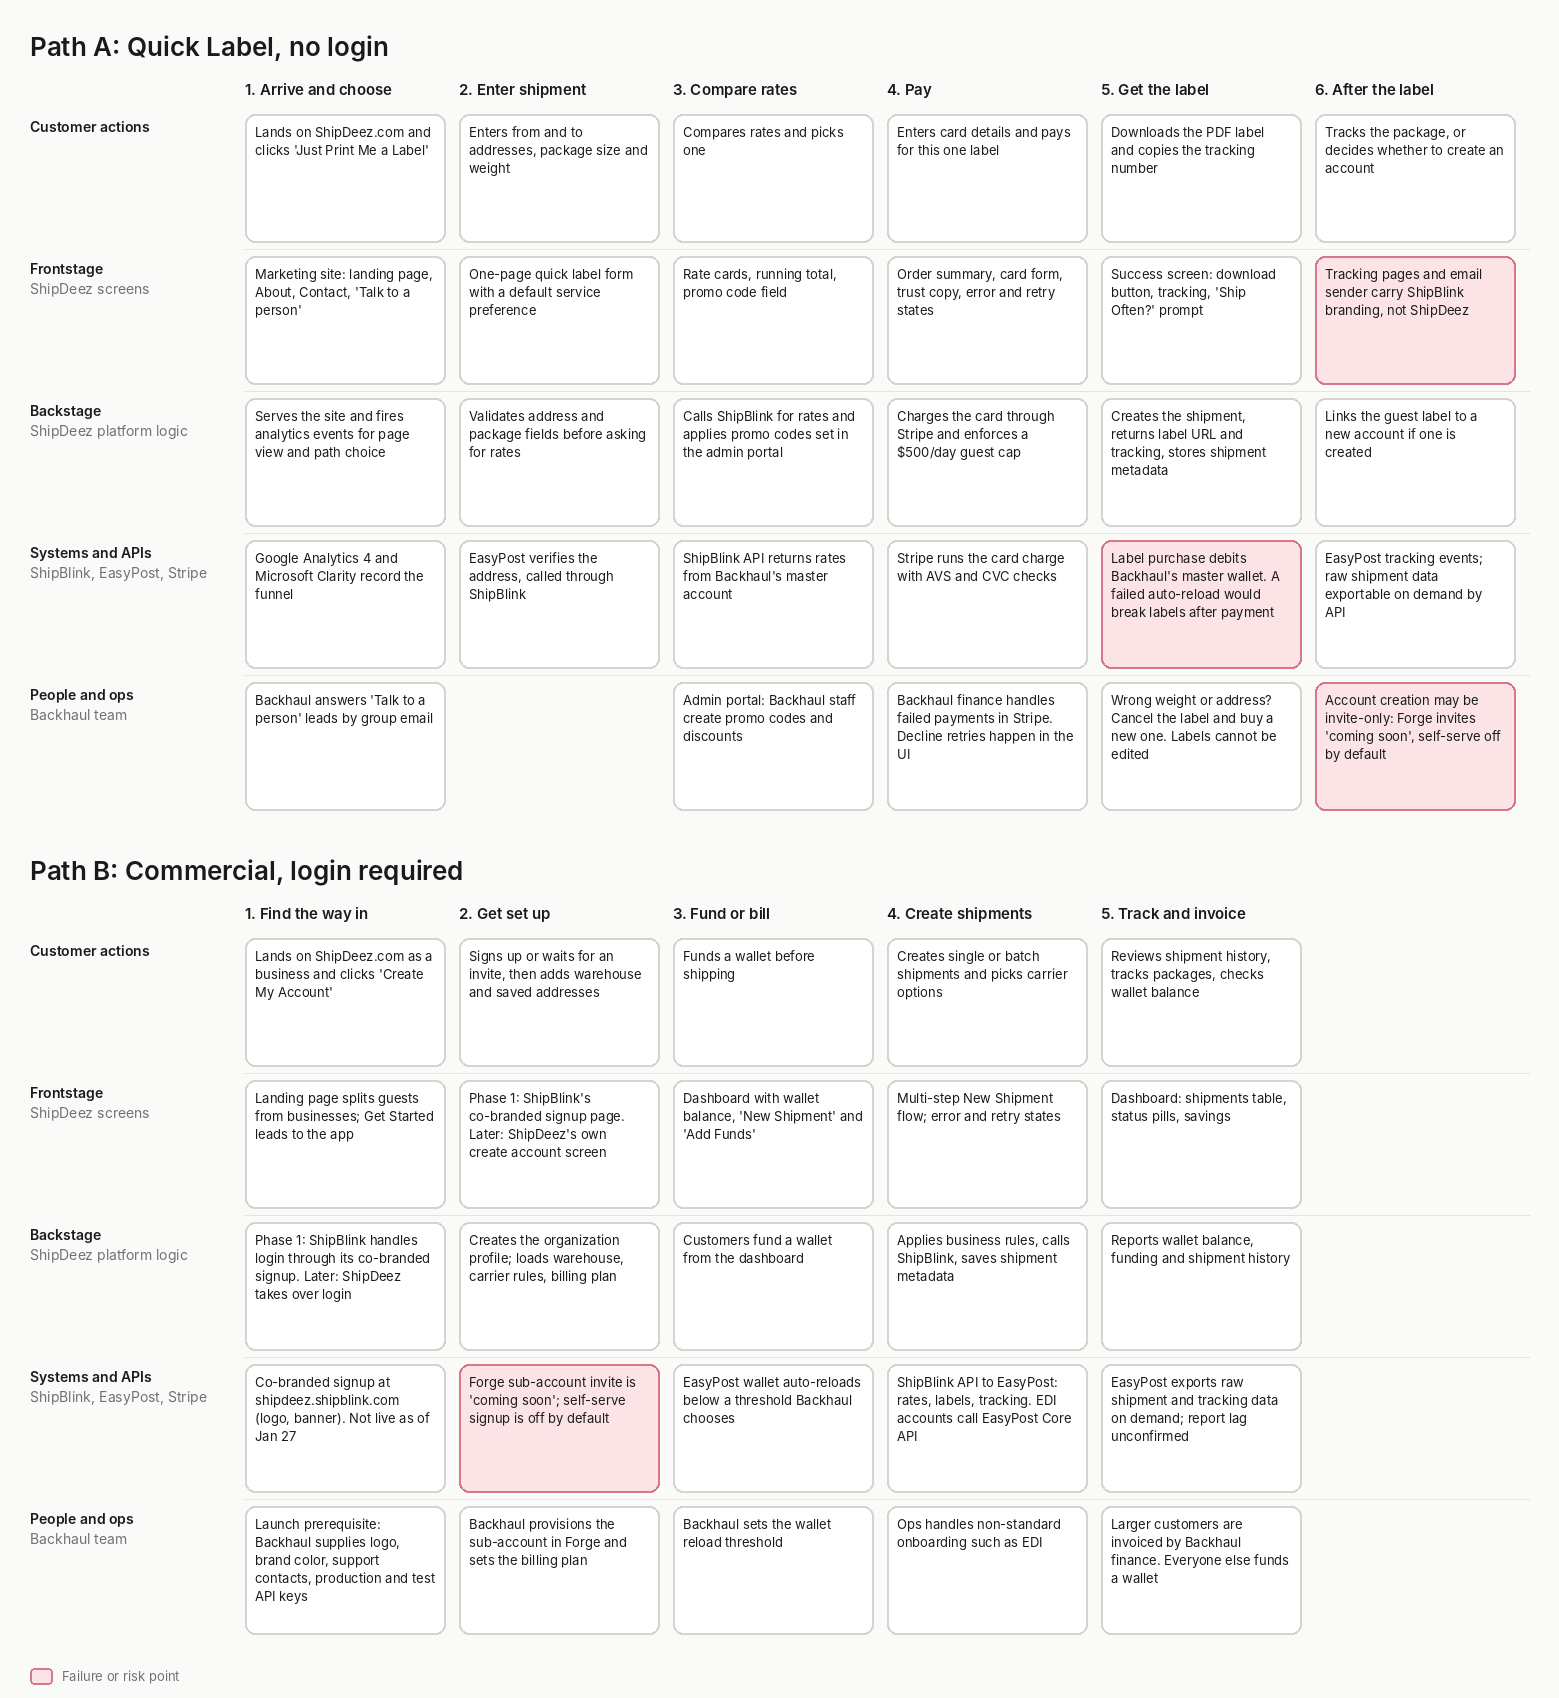 Path A: Quick Label, no login
1. Arrive and choose
2. Enter shipment
3. Compare rates
4. Pay
5. Get the label
6. After the label
Customer actions
Lands on ShipDeez.com and
clicks 'Just Print Me a Label'
Enters from and to
addresses, package size and
weight
Compares rates and picks
one
Enters card details and pays
for this one label
Downloads the PDF label
and copies the tracking
number
Tracks the package, or
decides whether to create an
account
Frontstage
ShipDeez screens
Marketing site: landing page,
About, Contact, 'Talk to a
person'
One-page quick label form
with a default service
preference
Rate cards, running total,
promo code field
Order summary, card form,
trust copy, error and retry
states
Success screen: download
button, tracking, 'Ship
Often?' prompt
Tracking pages and email
sender carry ShipBlink
branding, not ShipDeez
Backstage
ShipDeez platform logic
Serves the site and fires
analytics events for page
view and path choice
Validates address and
package fields before asking
for rates
Calls ShipBlink for rates and
applies promo codes set in
the admin portal
Charges the card through
Stripe and enforces a
$500/day guest cap
Creates the shipment,
returns label URL and
tracking, stores shipment
metadata
Links the guest label to a
new account if one is
created
Systems and APIs
ShipBlink, EasyPost, Stripe
Google Analytics 4 and
Microsoft Clarity record the
funnel
EasyPost verifies the
address, called through
ShipBlink
ShipBlink API returns rates
from Backhaul's master
account
Stripe runs the card charge
with AVS and CVC checks
Label purchase debits
Backhaul's master wallet. A
failed auto-reload would
break labels after payment
EasyPost tracking events;
raw shipment data
exportable on demand by
API
People and ops
Backhaul team
Backhaul answers 'Talk to a
person' leads by group email
Admin portal: Backhaul staff
create promo codes and
discounts
Backhaul finance handles
failed payments in Stripe.
Decline retries happen in the
UI
Wrong weight or address?
Cancel the label and buy a
new one. Labels cannot be
edited
Account creation may be
invite-only: Forge invites
'coming soon', self-serve off
by default
Path B: Commercial, login required
1. Find the way in
2. Get set up
3. Fund or bill
4. Create shipments
5. Track and invoice
Customer actions
Lands on ShipDeez.com as a
business and clicks 'Create
My Account'
Signs up or waits for an
invite, then adds warehouse
and saved addresses
Funds a wallet before
shipping
Creates single or batch
shipments and picks carrier
options
Reviews shipment history,
tracks packages, checks
wallet balance
Frontstage
ShipDeez screens
Landing page splits guests
from businesses; Get Started
leads to the app
Phase 1: ShipBlink's
co-branded signup page.
Later: ShipDeez's own
create account screen
Dashboard with wallet
balance, 'New Shipment' and
'Add Funds'
Multi-step New Shipment
flow; error and retry states
Dashboard: shipments table,
status pills, savings
Backstage
ShipDeez platform logic
Phase 1: ShipBlink handles
login through its co-branded
signup. Later: ShipDeez
takes over login
Creates the organization
profile; loads warehouse,
carrier rules, billing plan
Customers fund a wallet
from the dashboard
Applies business rules, calls
ShipBlink, saves shipment
metadata
Reports wallet balance,
funding and shipment history
Systems and APIs
ShipBlink, EasyPost, Stripe
Co-branded signup at
shipdeez.shipblink.com
(logo, banner). Not live as of
Jan 27
Forge sub-account invite is
'coming soon'; self-serve
signup is off by default
EasyPost wallet auto-reloads
below a threshold Backhaul
chooses
ShipBlink API to EasyPost:
rates, labels, tracking. EDI
accounts call EasyPost Core
API
EasyPost exports raw
shipment and tracking data
on demand; report lag
unconfirmed
People and ops
Backhaul team
Launch prerequisite:
Backhaul supplies logo,
brand color, support
contacts, production and test
API keys
Backhaul provisions the
sub-account in Forge and
sets the billing plan
Backhaul sets the wallet
reload threshold
Ops handles non-standard
onboarding such as EDI
Larger customers are
invoiced by Backhaul
finance. Everyone else funds
a wallet
Failure or risk point